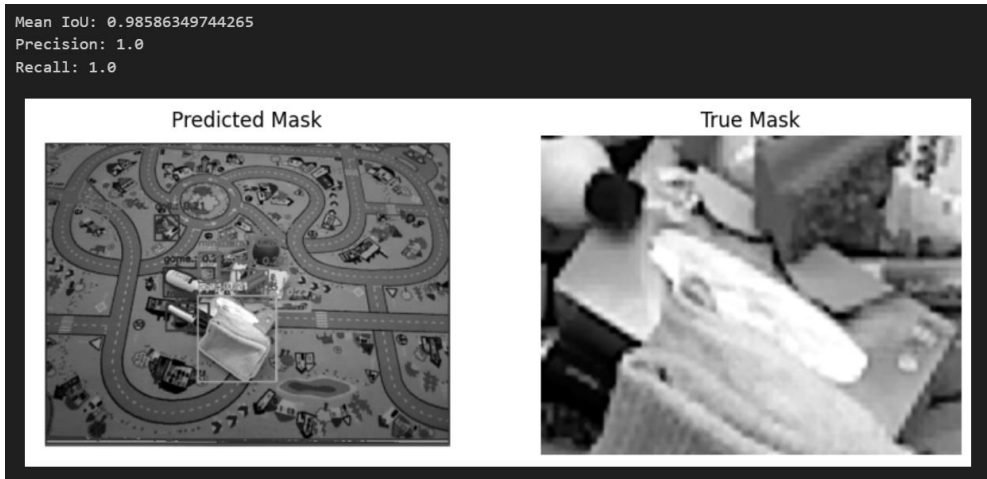 Mean IoU: 0.98586349744265
Precision: 1.0
Recall: 1.0
Predicted Mask
True Mask